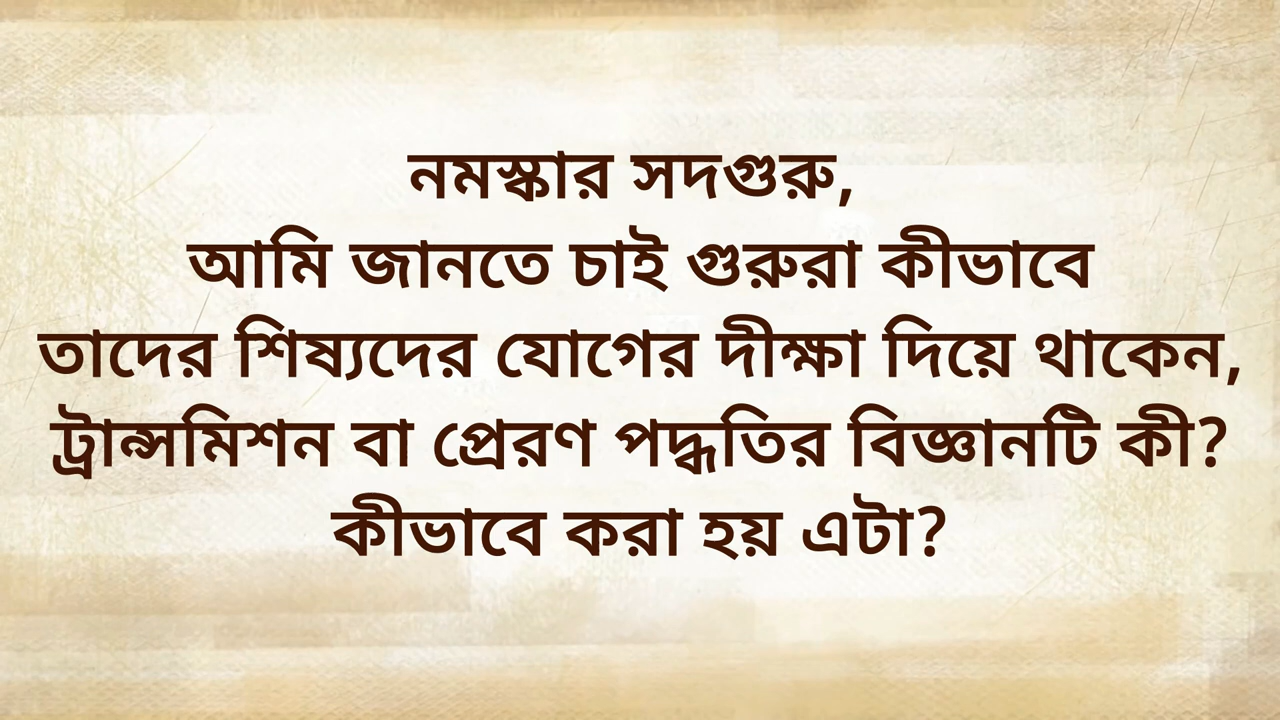 নমস্কার সদগুরু,
আমি জানতে চাই গুরুরা কীভাবে
তাদের শিষ্যদের যোগের দীক্ষা দিয়ে থাকেন,
ট্রান্সমিশন বা প্রেরণ পদ্ধতির বিজ্ঞানটি কী?
কীভাবে করা হয় এটা?